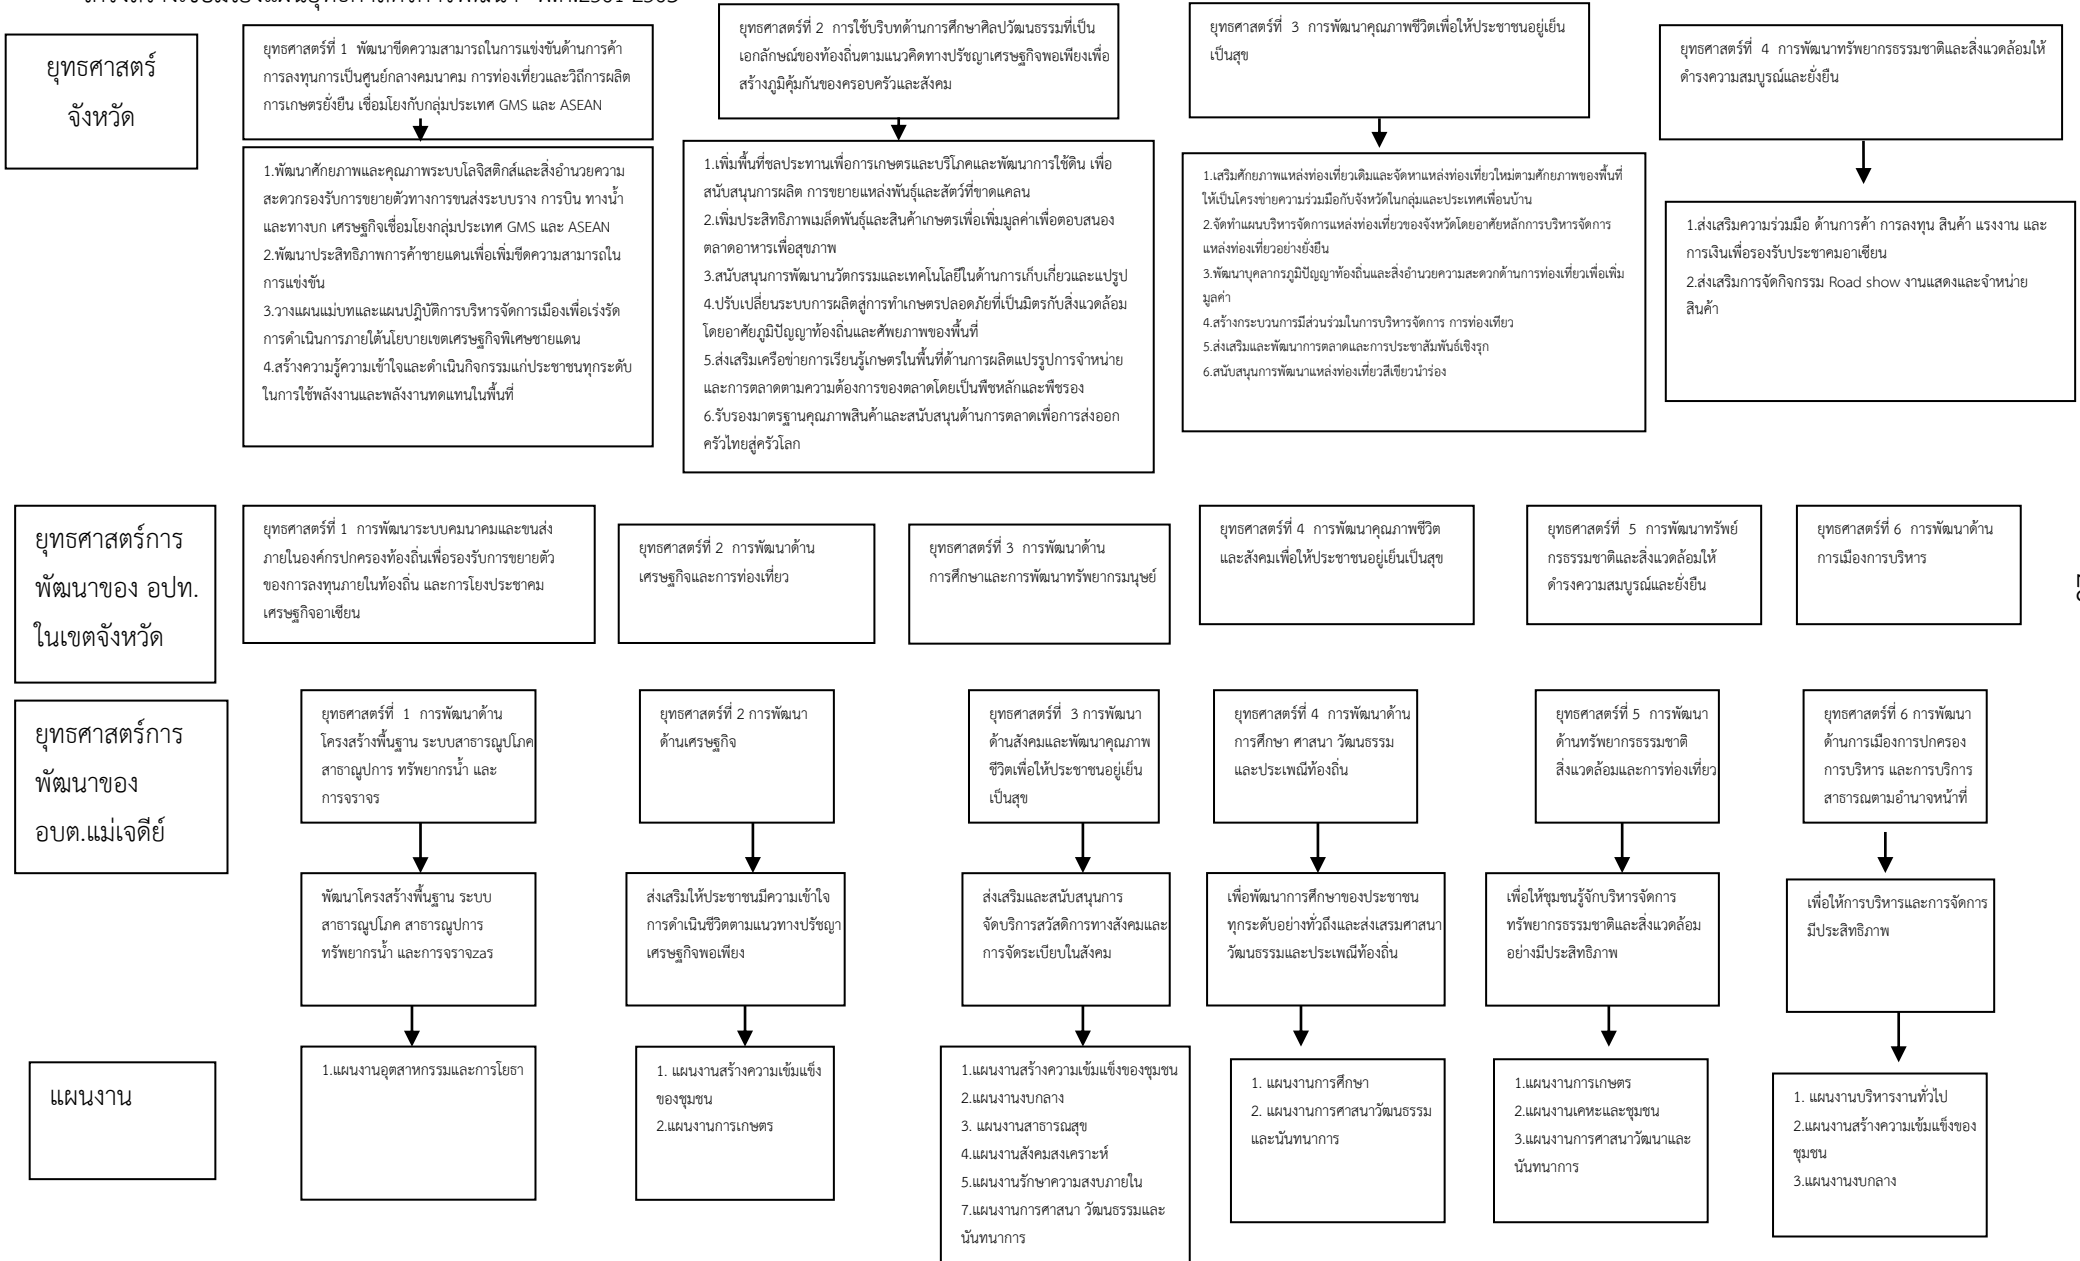 ยุทธศาสตร์
จังหวัด
ยุทธศาสตร์ที่ 1 พัฒนาขีดความสามารถในการแข่งขันด้านการค้า
การลงทุนการเป็นศูนย์กลางคมนาคม การท่องเที่ยวและวิถีการผลิต
การเกษตรยั่งยืน เชื่อมโยงกับกลุ่มประเทศ GMS และ ASEAN
ยุทธศาสตร์ที่ 2 การใช้บริบทด้านการศึกษาศิลปวัฒนธรรมที่เป็น
เอกลักษณ์ของท้องถิ่นตามแนวคิดทางปรัชญาเศรษฐกิจพอเพียงเพื่อ
สร้างภูมิคุ้มกันของครอบครัวและสังคม
ยุทธศาสตร์ที่ 3 การพัฒนาคุณภาพชีวิตเพื่อให้ประชาชนอยู่เย็น
เป็นสุข
ยุทธศาสตร์ที่ 4 การพัฒนาทรัพยากรธรรมชาติและสิ่งแวดล้อมให้
ดำรงความสมบูรณ์และยั่งยืน
1.พัฒนาศักยภาพและคุณภาพระบบโลจิสติกส์และสิ่งอำนวยความ
สะดวกรองรับการขยายตัวทางการขนส่งระบบราง การบิน ทางน้ำ
และทางบก เศรษฐกิจเชื่อมโยงกลุ่มประเทศ GMS และ ASEAN
2.พัฒนาประสิทธิภาพการค้าชายแดนเพื่อเพิ่มขีดความสามารถใน
การแข่งขัน
3.วางแผนแม่บทและแผนปฎิบัติการบริหารจัดการเมืองเพื่อเร่งรัด
การดำเนินการภายใต้นโยบายเขตเศรษฐกิจพิเศษชายแดน
4.สร้างความรู้ความเข้าใจและดำเนินกิจกรรมแก่ประชาชนทุกระดับ
ในการใช้พลังงานและพลังงานทดแทนในพื้นที่
1.เพิ่มพื้นที่ชลประทานเพื่อการเกษตรและบริโภคและพัฒนาการใช้ดิน เพื่อ
สนับสนุนการผลิต การขยายแหล่งพันธุ์และสัตว์ที่ขาดแคลน
2.เพิ่มประสิทธิภาพเมล็ดพันธุ์และสินค้าเกษตรเพื่อเพิ่มมูลค่าเพื่อตอบสนอง
ตลาดอาหารเพื่อสุขภาพ
3.สนับสนุนการพัฒนานวัตกรรมและเทคโนโลยีในด้านการเก็บเกี่ยวและแปรูป
4.ปรับเปลี่ยนระบบการผลิตสู่การทำเกษตรปลอดภัยที่เป็นมิตรกับสิ่งแวดล้อม
โดยอาศัยภูมิปัญญาท้องถิ่นและศัพยภาพของพื้นที่
5.ส่งเสริมเครือข่ายการเรียนรู้เกษตรในพื้นที่ด้านการผลิตแปรรูปการจำหน่าย
และการตลาดตามความต้องการของตลาดโดยเป็นพืชหลักและพืชรอง
6.รับรองมาตรฐานคุณภาพสินค้าและสนับสนุนด้านการตลาดเพื่อการส่งออก
ครัวไทยสู่ครัวโลก
1.เสริมศักยภาพแหล่งท่องเที่ยวเดิมและจัดหาแหล่งท่องเที่ยวใหม่ตามศักยภาพของพื้นที่
ให้เป็นโครงข่ายความร่วมมือกับจังหวัดในกลุ่มและประเทศเพื่อนบ้าน
2.จัดทำแผนบริหารจัดการแหล่งท่องเที่ยวของจังหวัดโดยอาศัยหลักการบริหารจัดการ
แหล่งท่องเที่ยวอย่างยั่งยืน
3.พัฒนาบุคลากรภูมิปัญญาท้องถิ่นและสิ่งอำนวยความสะดวกด้านการท่องเที่ยวเพื่อเพิ่ม
มูลค่า
4.สร้างกระบวนการมีส่วนร่วมในการบริหารจัดการ การท่องเทียว
5.ส่งเสริมและพัฒนาการตลาดและการประชาสัมพันธ์เชิงรุก
6.สนับสนุนการพัฒนาแหล่งท่องเที่ยวสีเขียวนำร่อง
1.ส่งเสริมความร่วมมือ ด้านการค้า การลงทุน สินค้า แรงงาน และ
การเงินเพื่อรองรับประชาคมอาเซียน
2.ส่งเสริมการจัดกิจกรรม Road show งานแสดงและจำหน่าย
สินค้า
ยุทธศาสตร์การ
พัฒนาของ อปท.
ในเขตจังหวัด
ยุทธศาสตร์ที่ 1 การพัฒนาระบบคมนาคมและขนส่ง
ภายในองค์กรปกครองท้องถิ่นเพื่อรองรับการขยายตัว
ของการลงทุนภายในท้องถิ่น และการโยงประชาคม
เศรษฐกิจอาเซียน
ยุทธศาสตร์ที่ 2 การพัฒนาด้าน
เศรษฐกิจและการท่องเที่ยว
ยุทธศาสตร์ที่ 3 การพัฒนาด้าน
การศึกษาและการพัฒนาทรัพยากรมนุษย์
ยุทธศาสตร์ที่ 4 การพัฒนาคุณภาพชีวิต
และสังคมเพื่อให้ประชาชนอยู่เย็นเป็นสุข
ยุทธศาสตร์ที่ 5 การพัฒนาทรัพย์
กรธรรมชาติและสิ่งแวดล้อมให้
ดำรงความสมบูรณ์และยั่งยืน
ยุทธศาสตร์ที่ 6 การพัฒนาด้าน
การเมืองการบริหาร
ยุทธศาสตร์การ
พัฒนาของ
อบต.แม่เจดีย์
ยุทธศาสตร์ที่ 1 การพัฒนาด้าน
โครงสร้างพื้นฐาน ระบบสาธารณูปโภค
สาธาณูปการ ทรัพยากรน้ำ และ
การจราจร
ยุทธศาสตร์ที่ 2 การพัฒนา
ด้านเศรษฐกิจ
ยุทธศาสตร์ที่ 3 การพัฒนา
ด้านสังคมและพัฒนาคุณภาพ
ชีวิตเพื่อให้ประชาชนอยู่เย็น
เป็นสุข
ยุทธศาสตร์ที่ 4 การพัฒนาด้าน
การศึกษา ศาสนา วัฒนธรรม
และประเพณีท้องถิ่น
ยุทธศาสตร์ที่ 5 การพัฒนา
ด้านทรัพยากรธรรมชาติ
สิ่งแวดล้อมและการท่องเที่ยว
ยุทธศาสตร์ที่ 6 การพัฒนา
ด้านการเมืองการปกครอง
การบริหาร และการบริการ
สาธารณตามอำนาจหน้าที่
พัฒนาโครงสร้างพื้นฐาน ระบบ
สาธารณูปโภค สาธารณูปการ
ทรัพยากรน้ำ และการจราจzaร
ส่งเสริมให้ประชาชนมีความเข้าใจ
การดำเนินชีวิตตามแนวทางปรัชญา
เศรษฐกิจพอเพียง
ส่งเสริมและสนับสนุนการ
จัดบริการสวัสดิการทางสังคมและ
การจัดระเบียบในสังคม
เพื่อพัฒนาการศึกษาของประชาชน
ทุกระดับอย่างทั่วถึงและส่งเสรมศาสนา
วัฒนธรรมและประเพณีท้องถิ่น
เพื่อให้ชุมชนรู้จักบริหารจัดการ
ทรัพยากรธรรมชาติและสิ่งแวดล้อม
อย่างมีประสิทธิภาพ
เพื่อให้การบริหารและการจัดการ
มีประสิทธิภาพ
แผนงาน
1.แผนงานอุตสาหกรรมและการโยธา
1. แผนงานสร้างความเข้มแข็ง
ของชุมชน
2.แผนงานการเกษตร
1.แผนงานสร้างความเข้มแข็งของชุมชน
2.แผนงานงบกลาง
3. แผนงานสาธารณสุข
4.แผนงานสังคมสงเคราะห์
5.แผนงานรักษาความสงบภายใน
7.แผนงานการศาสนา วัฒนธรรมและ
นันทนาการ
1. แผนงานการศึกษา
2. แผนงานการศาสนาวัฒนธรรม
และนันทนาการ
1.แผนงานการเกษตร
2.แผนงานเคหะและชุมชน
3.แผนงานการศาสนาวัฒนาและ
นันทนาการ
1. แผนงานบริหารงานทั่วไป
2.แผนงานสร้างความเข้มแข็งของ
ชุมชน
3.แผนงานงบกลาง